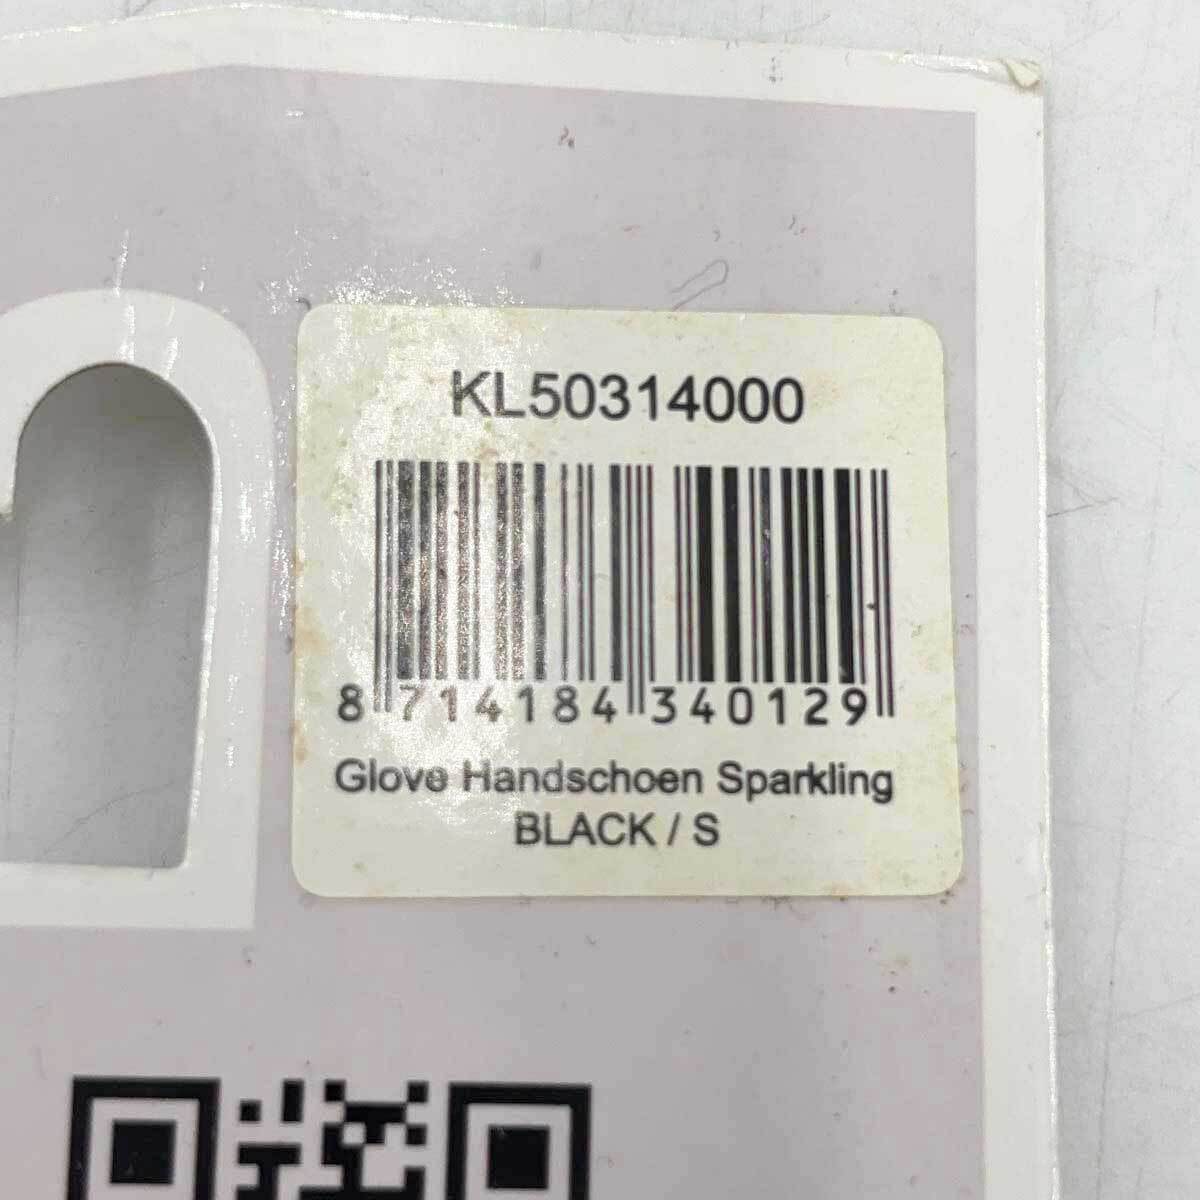 KL50314000
8 714184 340129
Glove Handschoen Sparkling
BLACK / S